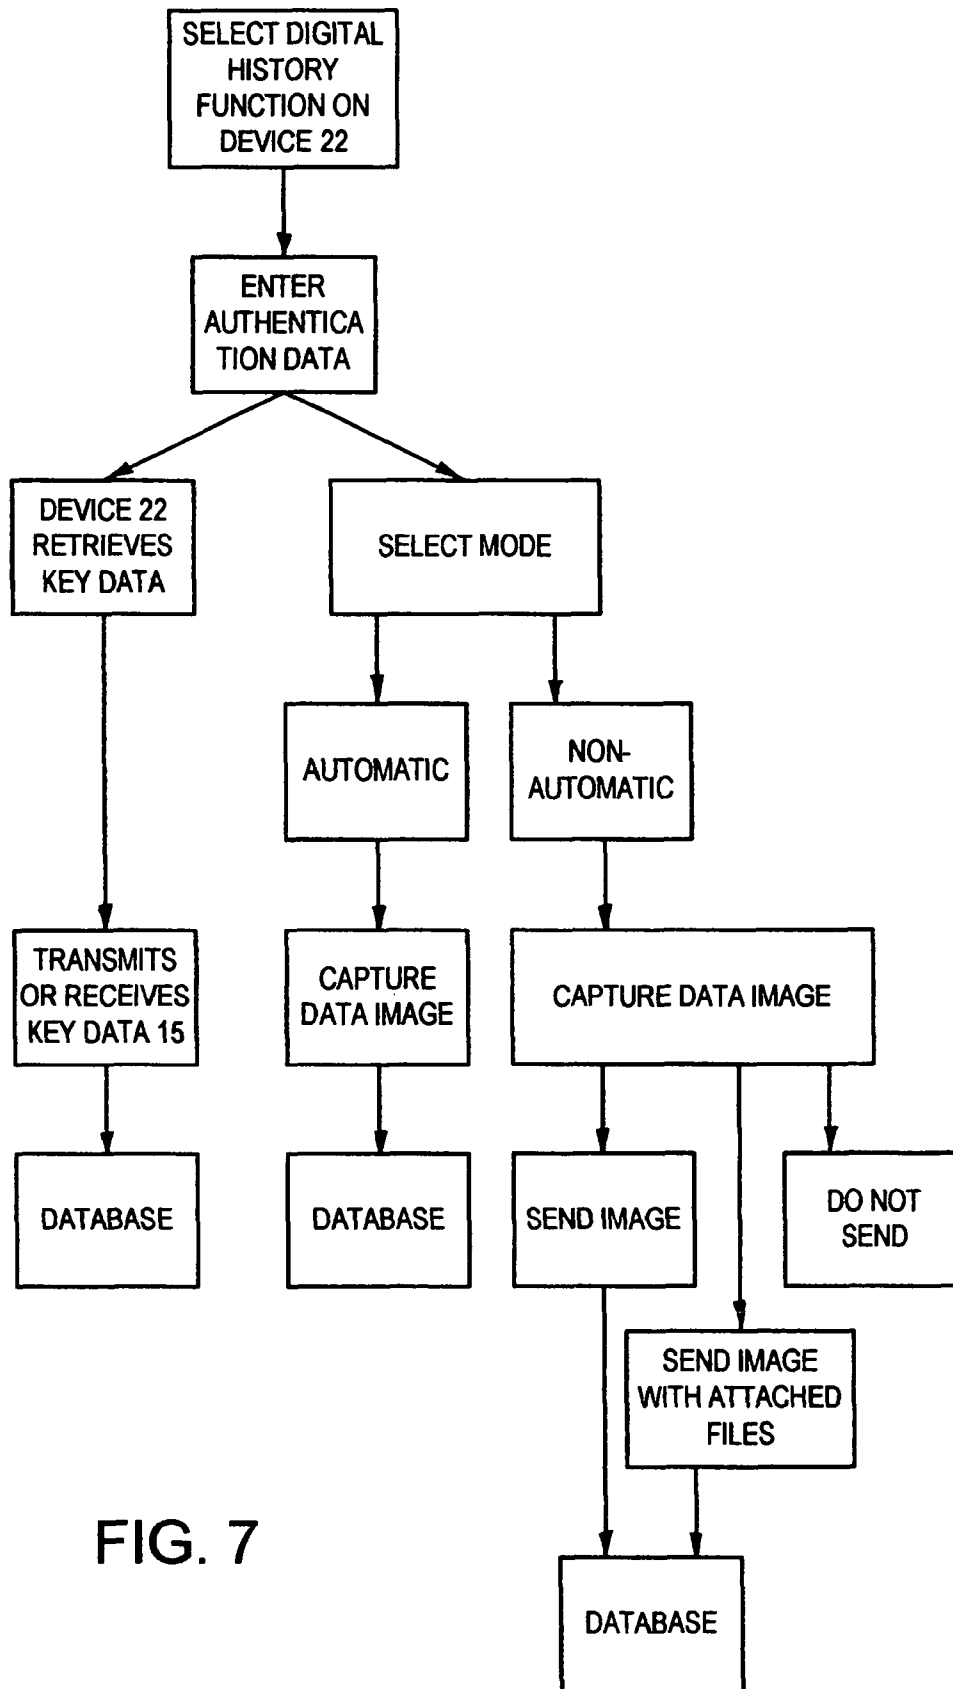 SELECT DIGITAL
HISTORY
FUNCTION ON
DEVICE 22
ENTER
AUTHENTICA
TION DATA
DEVICE 22
RETRIEVES
KEY DATA
SELECT MODE
AUTOMATIC
NON-
AUTOMATIC
TRANSMITS
OR RECEIVES
KEY DATA 15
CAPTURE
DATA IMAGE
CAPTURE DATA IMAGE
DATABASE
DATABASE
SEND IMAGE
DO NOT
SEND
SEND IMAGE
WITH ATTACHED
FILES
DATABASE
FIG. 7